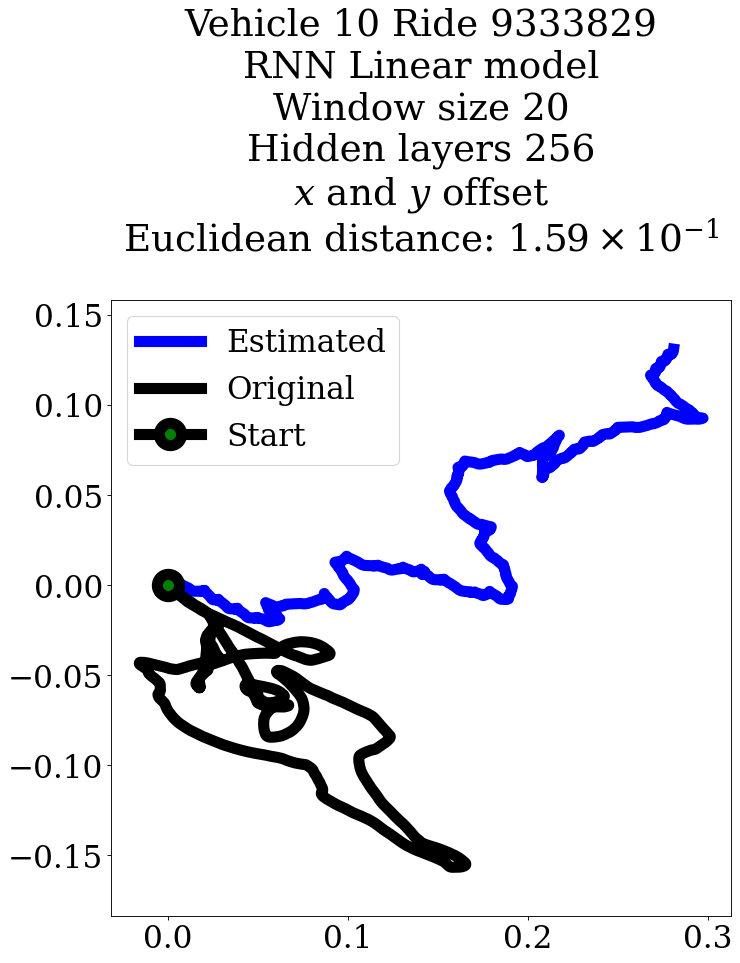 Vehicle 10 Ride 9333829
RNN Linear model
Window size 20
Hidden layers 256
x and y offset
Euclidean distance: 1.59 × 10⁻¹
0.15
0.10
0.05
0.00
−0.05
−0.10
−0.15
Estimated
Original
Start
0.0 0.1 0.2 0.3